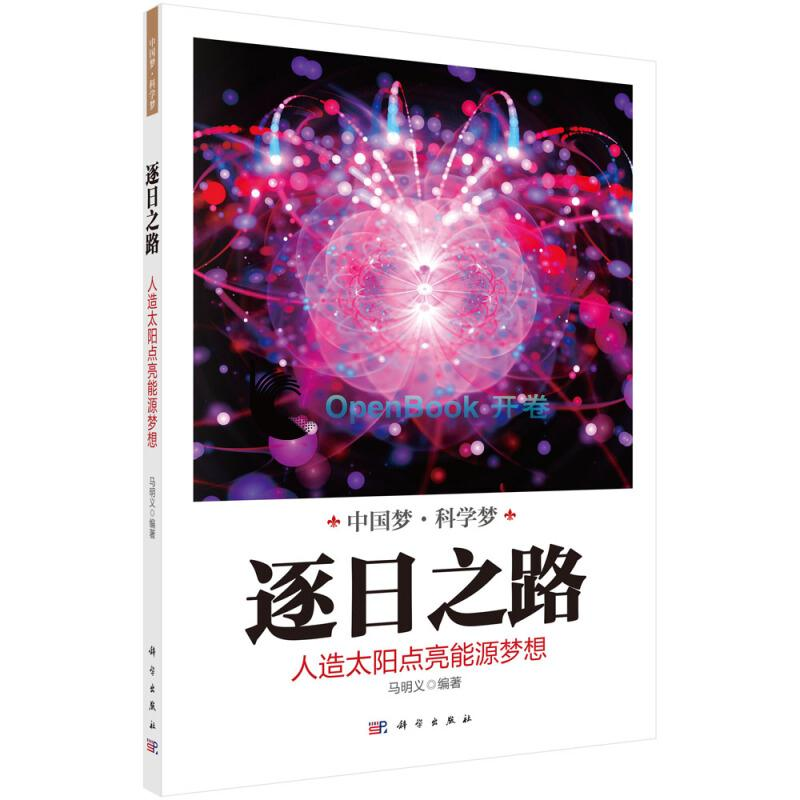 中国梦·科学梦
逐日之路
人造太阳点亮能源梦想
马明义◎编著
科学出版社
SP
OpenBook 开卷
中国梦·科学梦
逐日之路
人造太阳点亮能源梦想
马明义◎编著
SP
科学出版社